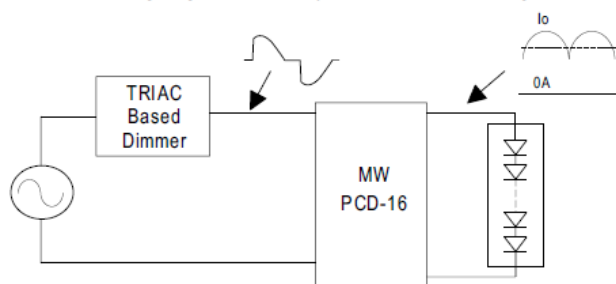 Io
0A
TRIAC
Based
Dimmer
MW
PCD-16